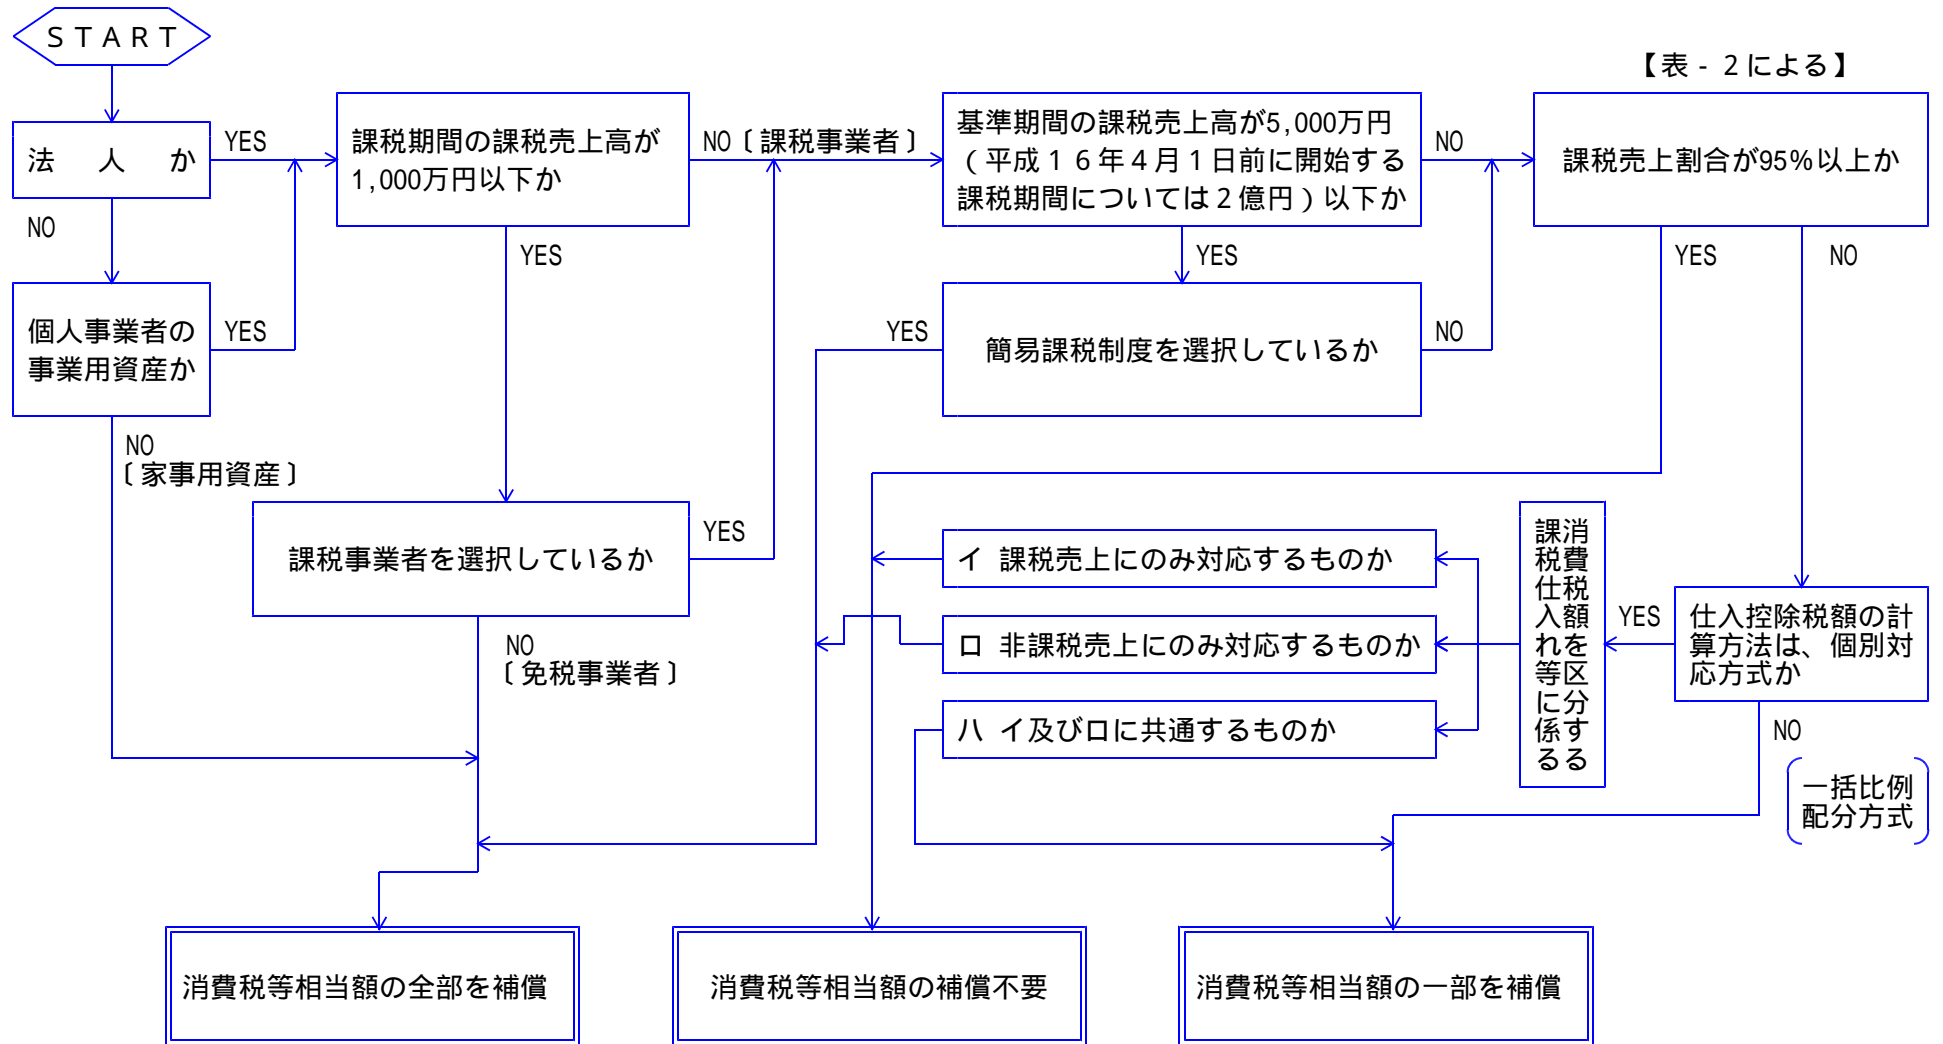 ＳＴＡＲＴ
法　人　か
YES
NO
個人事業者の
事業用資産か
YES
NO
〔家事用資産〕
課税期間の課税売上高が
1,000万円以下か
NO〔課税事業者〕
YES
課税事業者を選択しているか
YES
NO
〔免税事業者〕
基準期間の課税売上高が5,000万円
（平成１６年４月１日前に開始する
課税期間については２億円）以下か
NO
YES
簡易課税制度を選択しているか
YES
NO
【表‐２による】
課税売上割合が95%以上か
YES
NO
仕入控除税額の計
算方法は、個別対
応方式か
YES
NO
一括比例
配分方式
課税仕入れ等に係る
消費税額を区分する
イ 課税売上にのみ対応するものか
ロ 非課税売上にのみ対応するものか
ハ イ及びロに共通するものか
消費税等相当額の全部を補償
消費税等相当額の補償不要
消費税等相当額の一部を補償